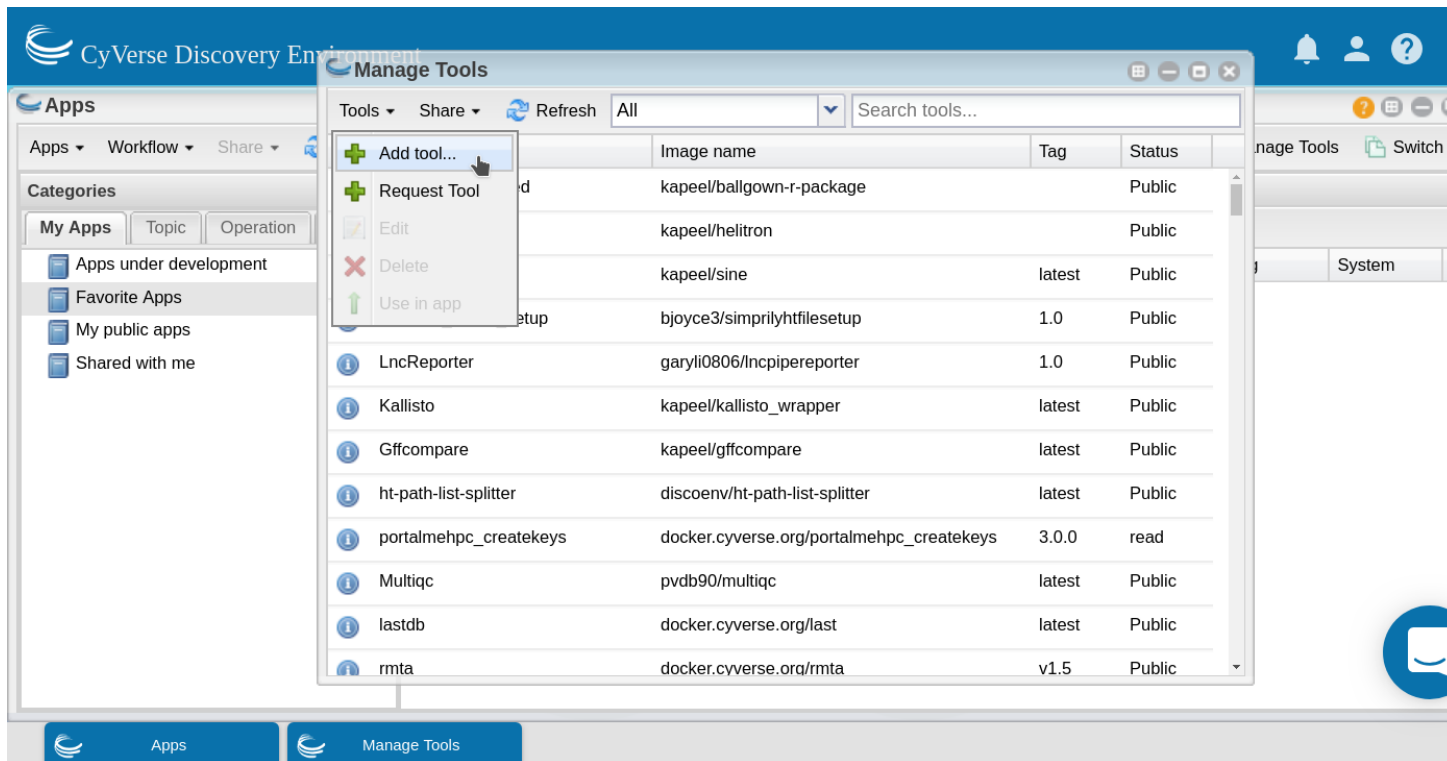 CyVerse Discovery Environment
Manage Tools
Apps
Tools Share Refresh All Search tools...
Apps Workflow Share
nage Tools Switch
Add tool...
Image name Tag Status
Categories
Request Tool
kapeel/ballgown-r-package Public
My Apps Topic Operation
Edit
kapeel/helitron Public
Apps under development
Delete
kapeel/sine latest Public
System
Favorite Apps
Use in app
etup bjoyce3/simprilyhtfilesetup 1.0 Public
My public apps
Shared with me
LncReporter garyli0806/lncpipereporter 1.0 Public
Kallisto kapeel/kallisto_wrapper latest Public
Gffcompare kapeel/gffcompare latest Public
ht-path-list-splitter discoenv/ht-path-list-splitter latest Public
portalmehpc_createkeys docker.cyverse.org/portalmehpc_createkeys 3.0.0 read
Multiqc pvdb90/multiqc latest Public
lastdb docker.cyverse.org/last latest Public
rmta docker.cyverse.org/rmta v1.5 Public
Apps Manage Tools